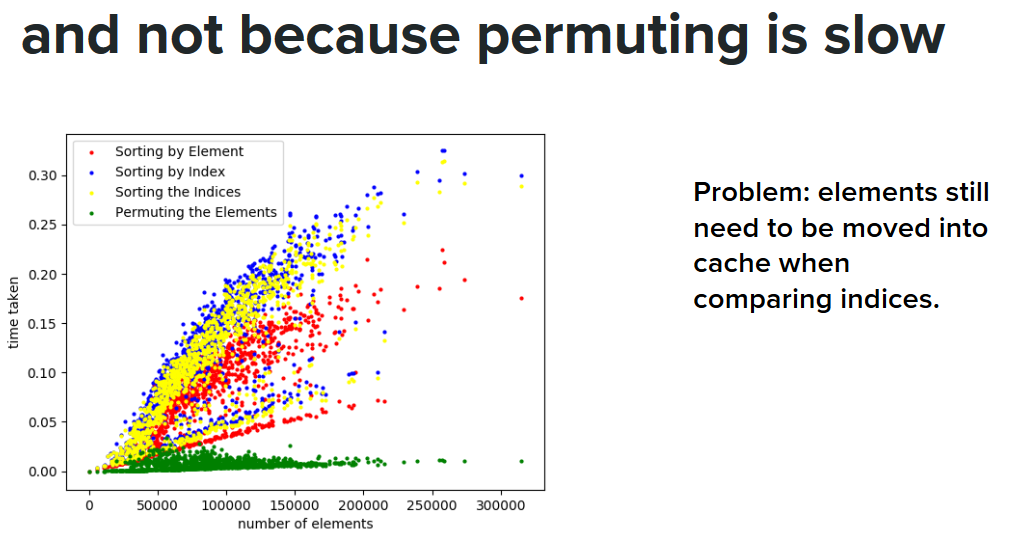 and not because permuting is slow
Sorting by Element
Sorting by Index
Sorting the Indices
Permuting the Elements
0.30
0.25
0.20
0.15
0.10
0.05
0.00
time taken
0 50000 100000 150000 200000 250000 300000
number of elements
Problem: elements still
need to be moved into
cache when
comparing indices.